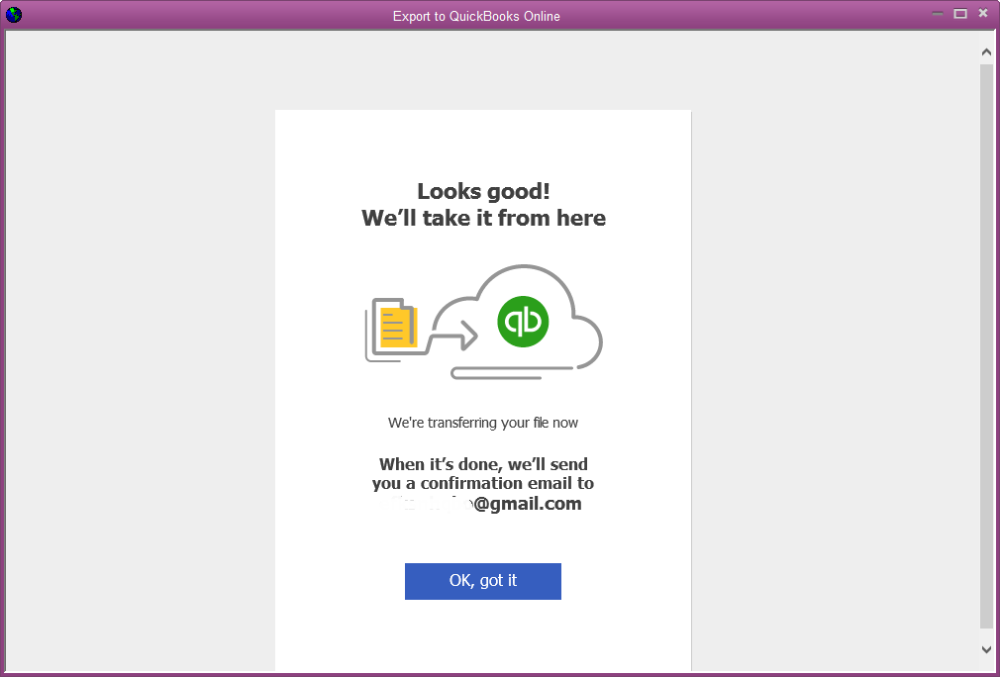 Export to QuickBooks Online
Looks good!
We’ll take it from here
qb
We're transferring your file now
When it’s done, we’ll send
you a confirmation email to
@gmail.com
OK, got it